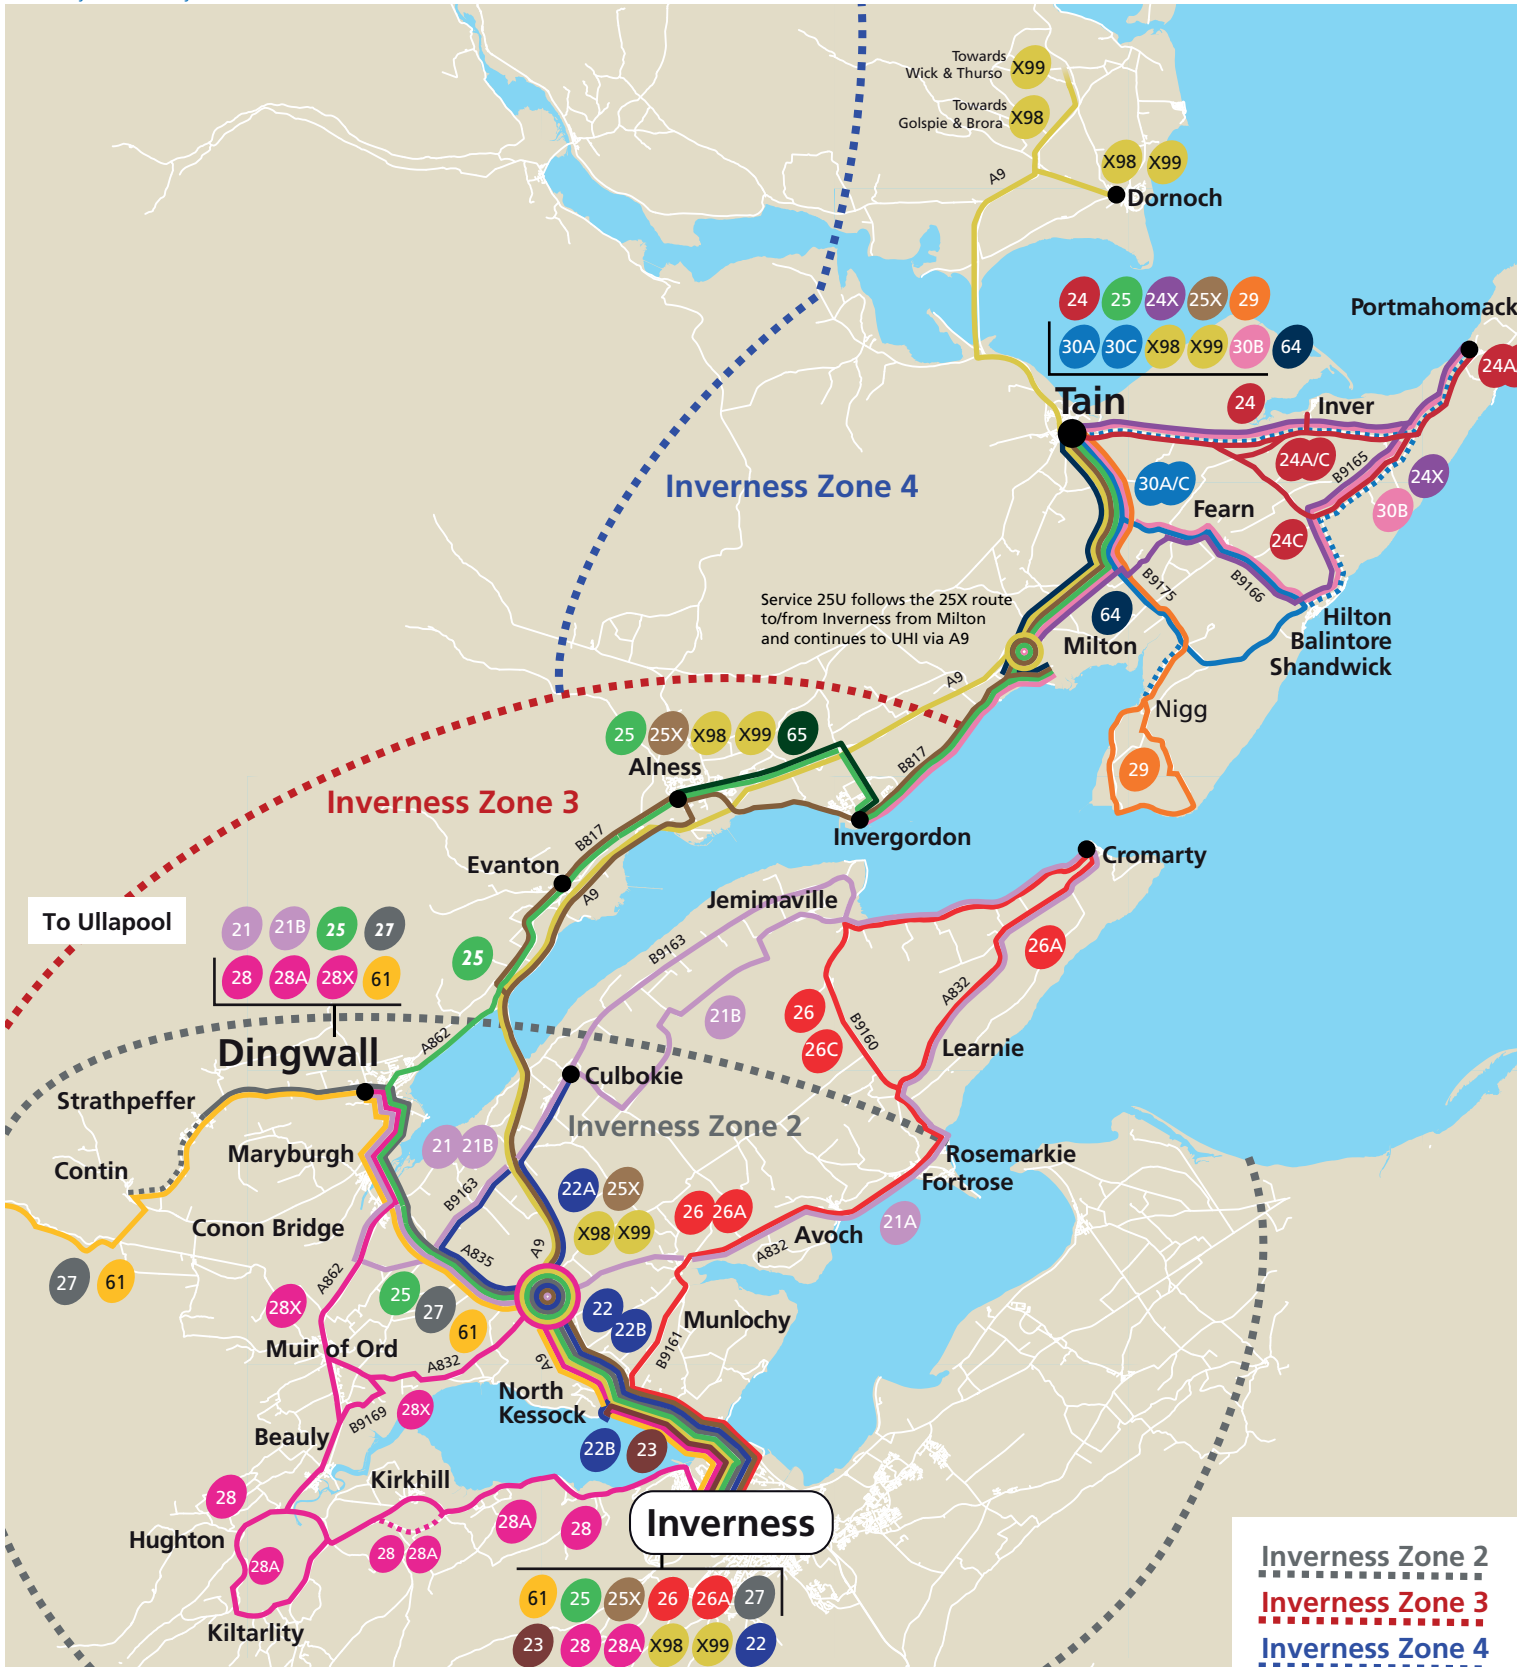 Towards
Wick & Thurso
X99
Towards
Golspie & Brora
X98
A9
X98 X99
Dornoch
24 25 24X 25X 29
30A 30C X98 X99 30B 64
Portmahomack
24A
Tain
24
Inver
24A/C
B9165
24X
30B
30A/C
Fearn
24C
Inverness Zone 4
B9175
B9166
Service 25U follows the 25X route
to/from Inverness from Milton
and continues to UHI via A9
64
Milton
Hilton
Balintore
Shandwick
A9
Nigg
29
25 25X X98 X99 65
Alness
B817
Inverness Zone 3
Invergordon
B817
Evanton
A9
Cromarty
Jemimaville
To Ullapool
21 21B 25 27
28 28A 28X 61
25
B9163
26A
A832
21B
26
26C
B9160
Learnie
Dingwall
A862
Culbokie
Strathpeffer
Inverness Zone 2
Maryburgh
21 21B
Rosemarkie
Fortrose
Contin
B9163
22A 25X
X98 X99
26 26A
21A
Conon Bridge
A835
A9
A832
Avoch
27 61
A862
28X
25
27
61
22
22B
Munlochy
Muir of Ord
A832
A9
B9161
North
Kessock
28X
B9169
Beauly
22B 23
Kirkhill
28
28A
28
Inverness
Hughton
28A
28 28A
Kiltarlity
61 25 25X 26 26A 27
23 28 28A X98 X99 22
Inverness Zone 2
Inverness Zone 3
Inverness Zone 4